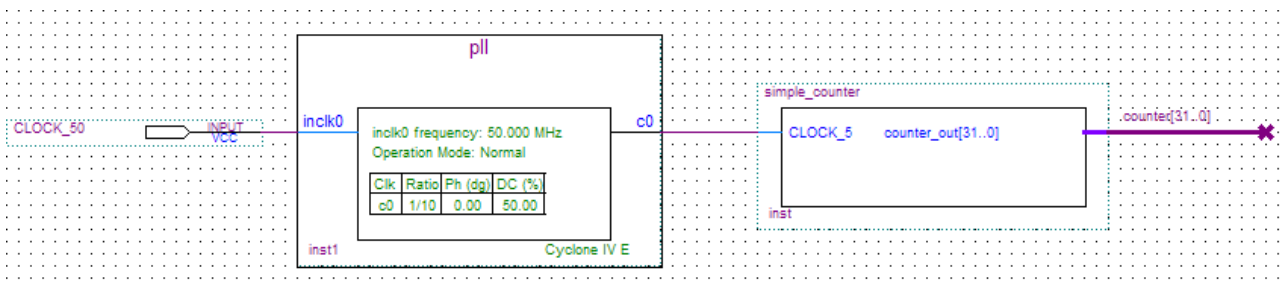 pll
simple_counter
CLOCK_50
INPUT
VCC
inclk0
inclk0 frequency: 50.000 MHz
Operation Mode: Normal
Clk Ratio Ph (dg) DC (%)
c0 1/10 0.00 50.00
c0
CLOCK_5 counter_out[31..0]
counter[31..0]
inst1
Cyclone IV E
inst